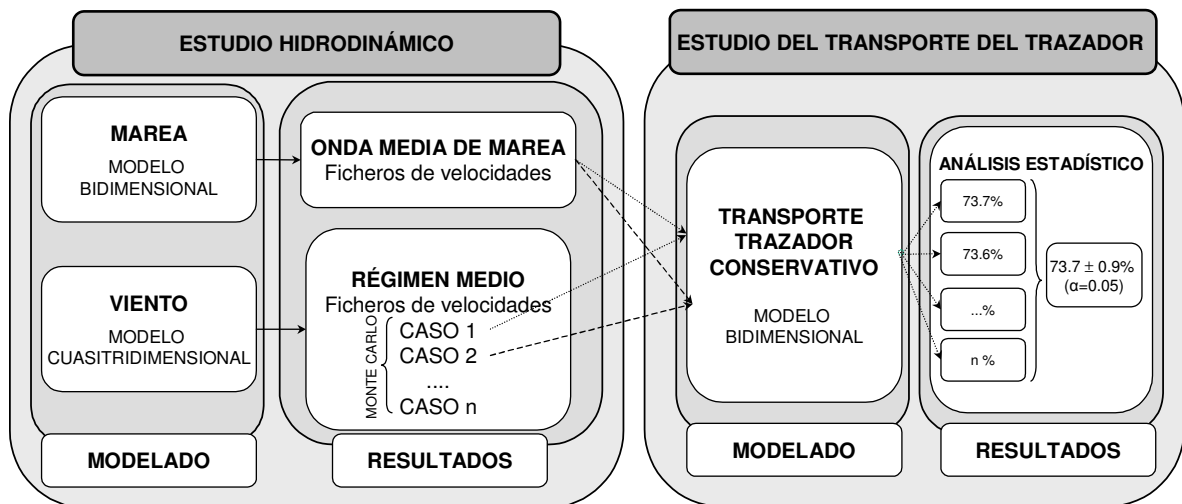 ESTUDIO HIDRODINÁMICO
MAREA
MODELO
BIDIMENSIONAL
VIENTO
MODELO
CUASITRIDIMENSIONAL
MODELADO
ONDA MEDIA DE MAREA
Ficheros de velocidades
RÉGIMEN MEDIO
Ficheros de velocidades
MONTE CARLO
CASO 1
CASO 2
....
CASO n
RESULTADOS
ESTUDIO DEL TRANSPORTE DEL TRAZADOR
TRANSPORTE
TRAZADOR
CONSERVATIVO
MODELO
BIDIMENSIONAL
MODELADO
ANÁLISIS ESTADÍSTICO
73.7%
73.6%
...%
n %
73.7 ± 0.9%
(α=0.05)
RESULTADOS